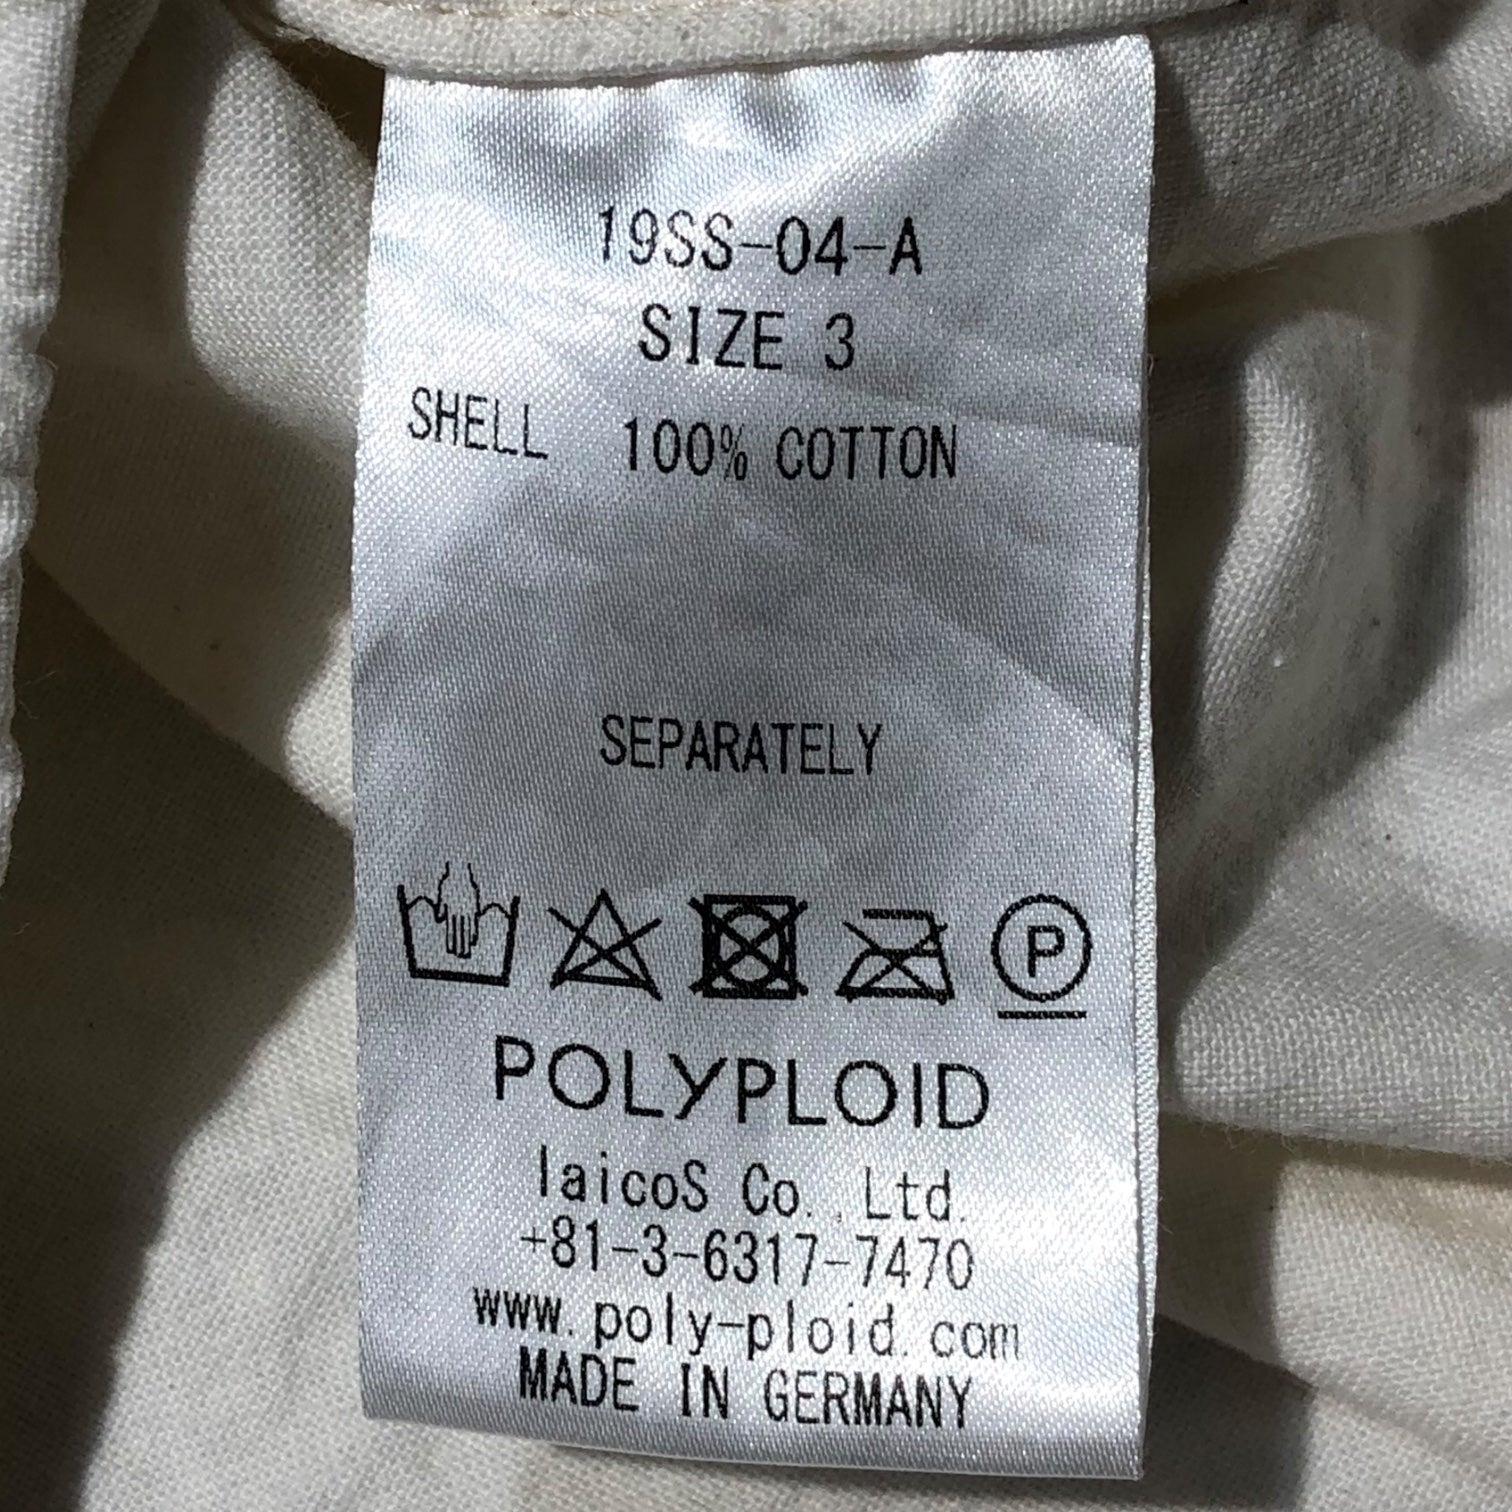 19SS-04-A
SIZE 3
SHELL 100% COTTON
SEPARATELY
P
POLYPLOID
laicoS Co., Ltd.
+81-3-6317-7470
www.poly-ploid.com
MADE IN GERMANY